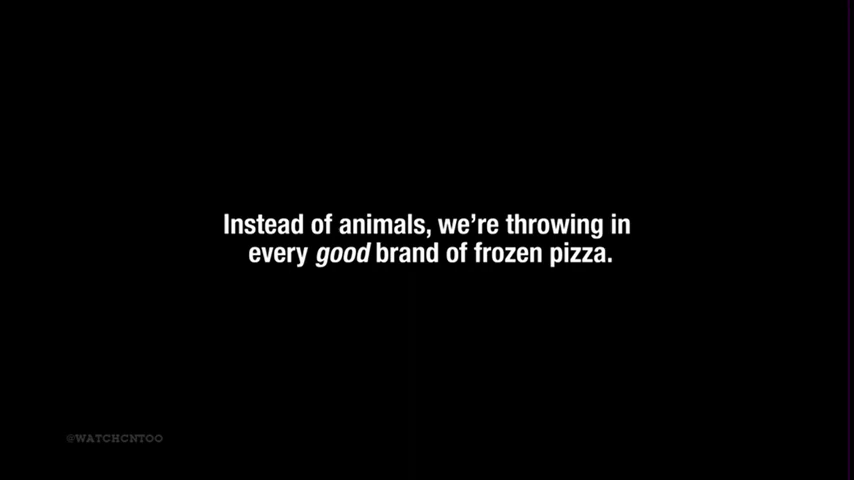 Instead of animals, we're throwing in
every good brand of frozen pizza.
@WATCHCNTOO